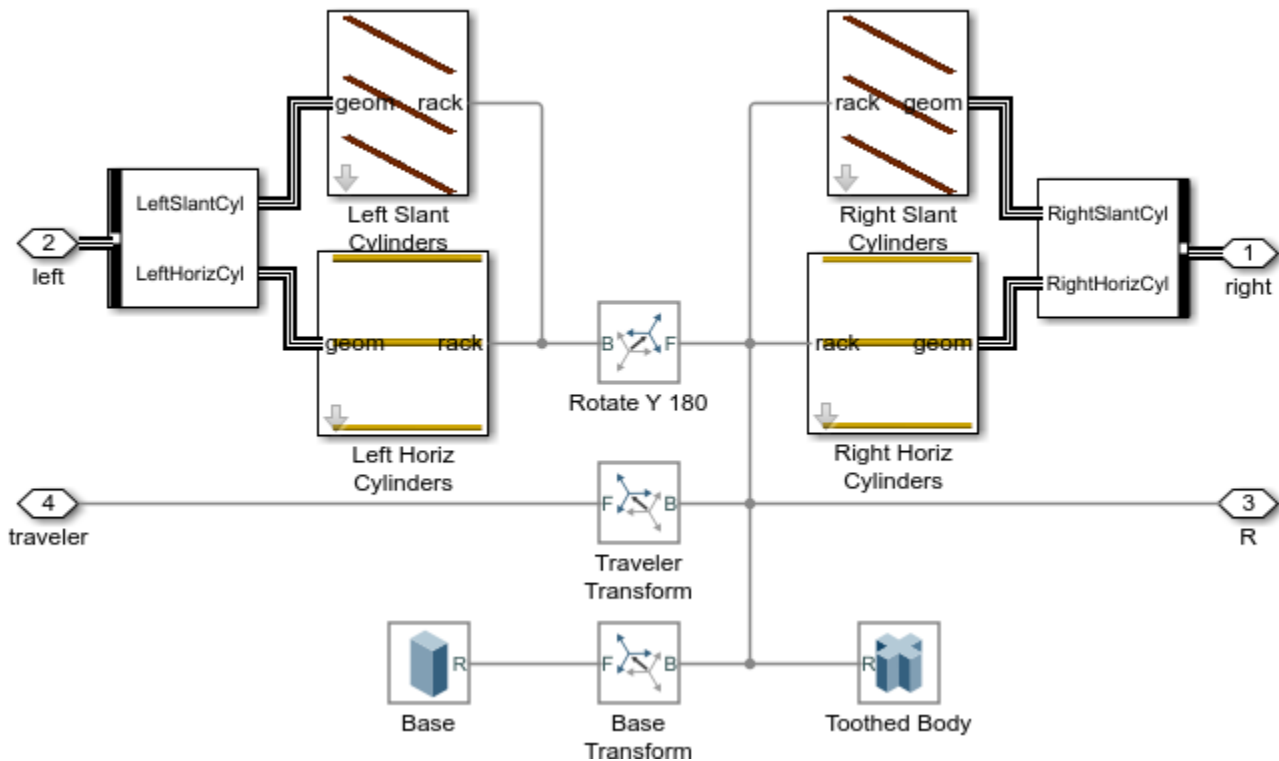 geom rack
rack geom
Left Slant
Cylinders
Right Slant
Cylinders
LeftSlantCyl
LeftHorizCyl
2
left
RightSlantCyl
RightHorizCyl
1
right
geom rack
B F
Rotate Y 180
rack geom
Left Horiz
Cylinders
Right Horiz
Cylinders
4
traveler
F B
Traveler
Transform
3
R
R
Base
F B
Base
Transform
R
Toothed Body